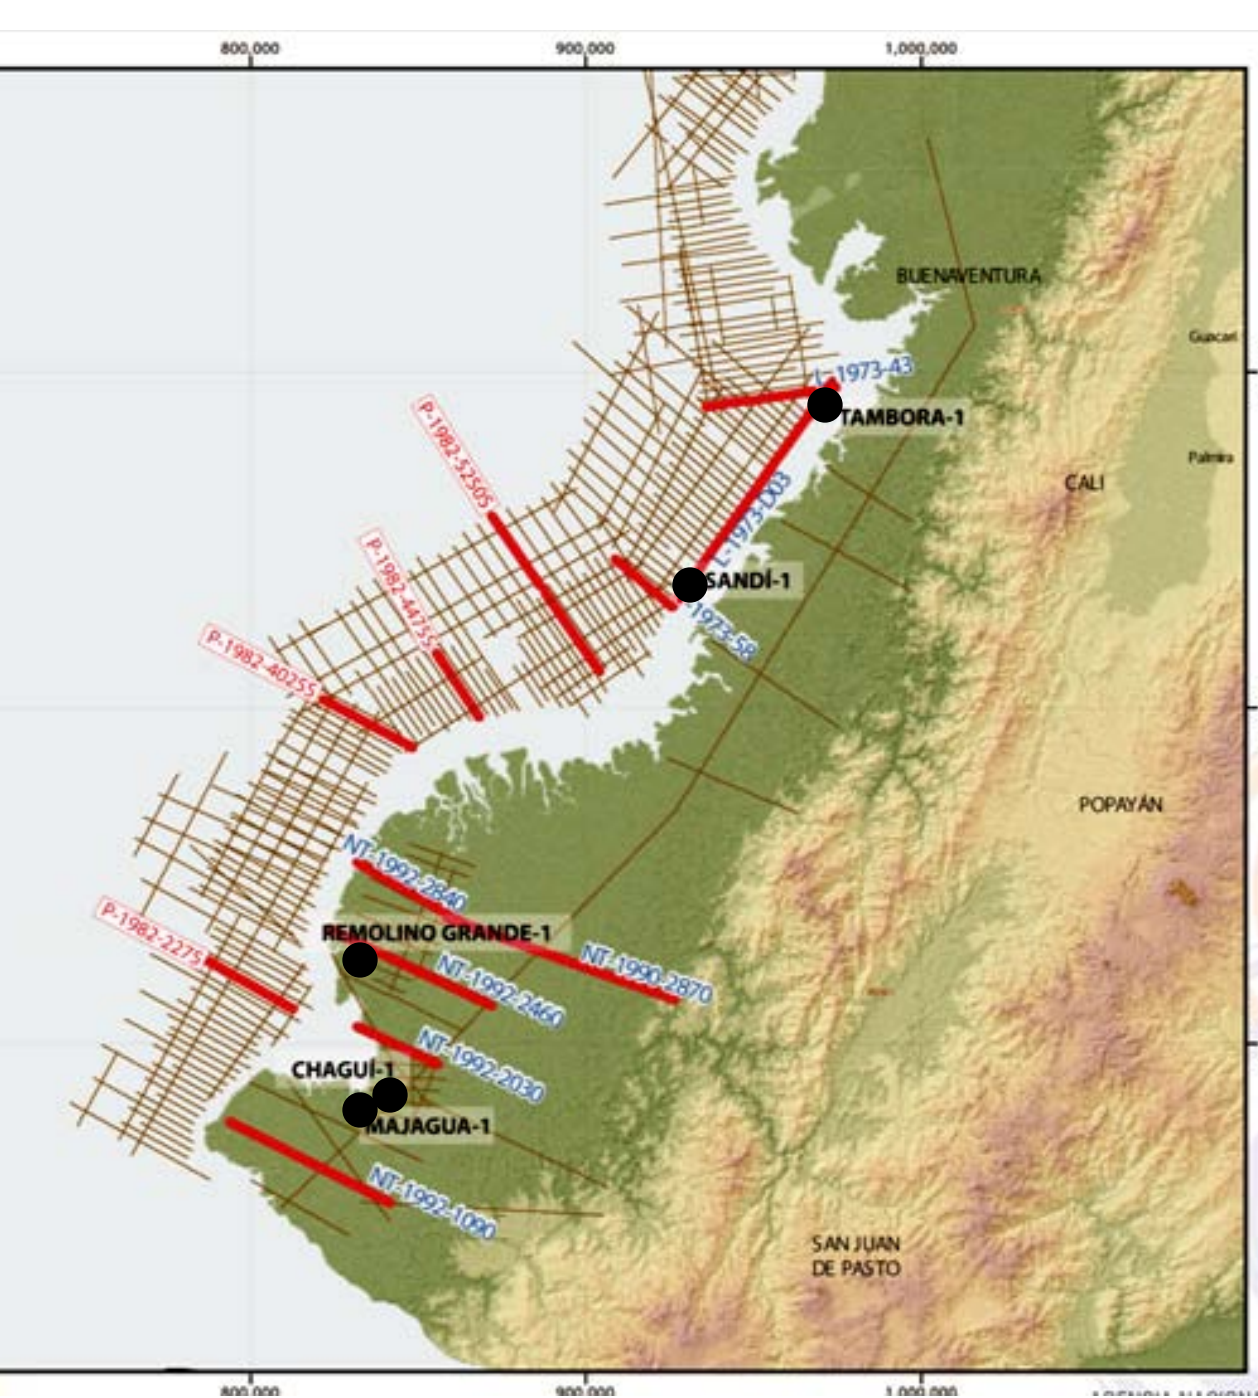 800,000
900,000
1,000,000
BUENAVENTURA
Guacari
L-1973-43
TAMBORA-1
P-1982-52505
Palmira
CALI
L-1973-D03
P-1982-44755
SANDÍ-1
-1973-58
P-1982-40255
POPAYÁN
NT-1992-2840
P-1982-2275
REMOLINO GRANDE-1
NT-1990-2870
NT-1992-2460
NT-1992-2030
CHAGUÍ-1
MAJAGUA-1
NT-1992-1090
SAN JUAN
DE PASTO
800,000
900,000
1,000,000